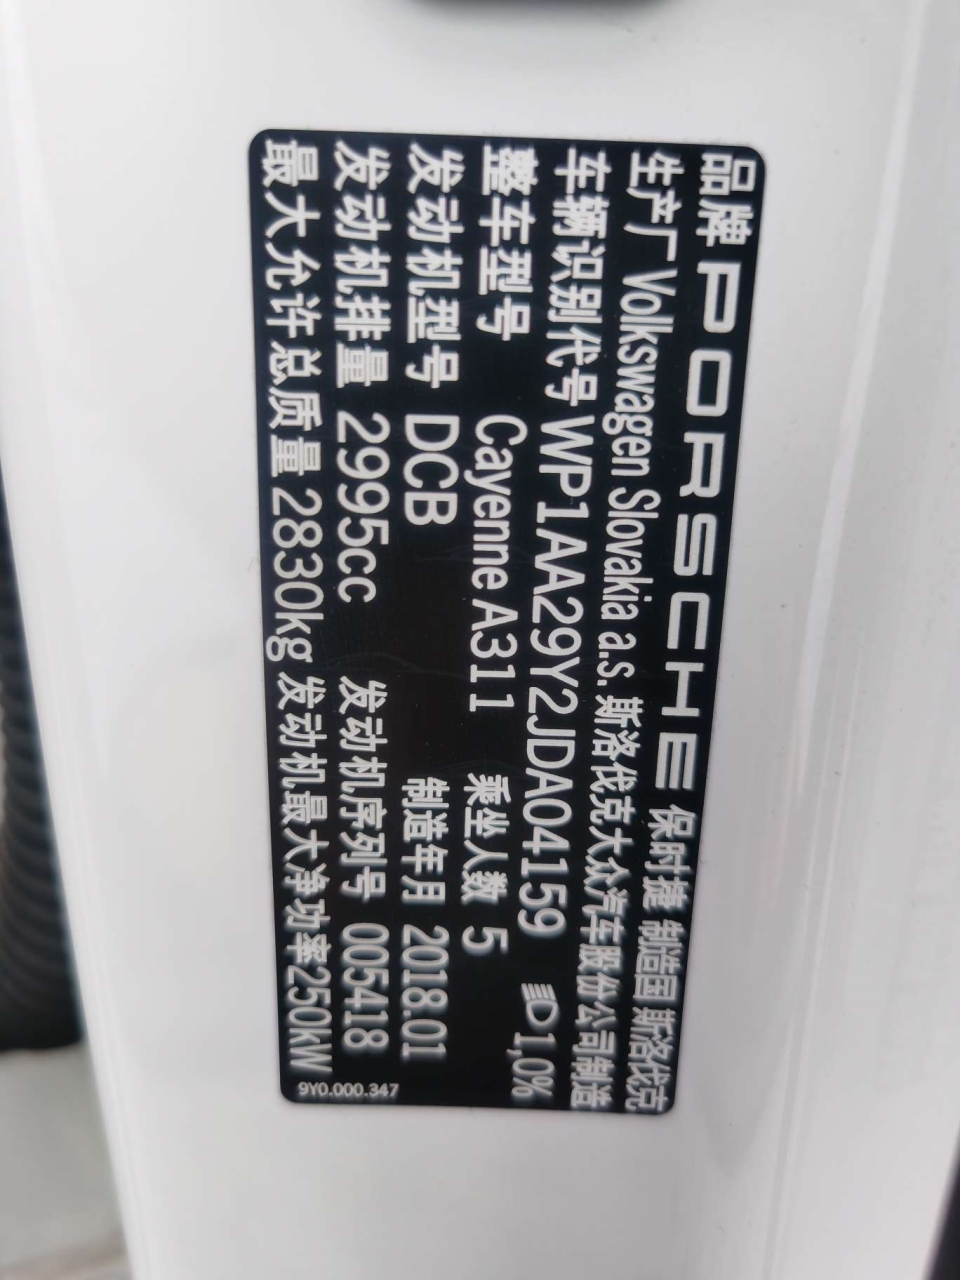 品牌 PORSCHE 保时捷 制造国 斯洛伐克
生产厂 Volkswagen Slovakia a.s. 斯洛伐克大众汽车股份公司制造
车辆识别代号 WP1AA29Y2JDA04159 1,0%
整车型号 Cayenne A311 乘坐人数 5
发动机型号 DCB 制造年月 2018.01
发动机排量 2995cc 发动机序列号 005418
最大允许总质量 2830kg 发动机最大净功率250kW
9Y0.000.347